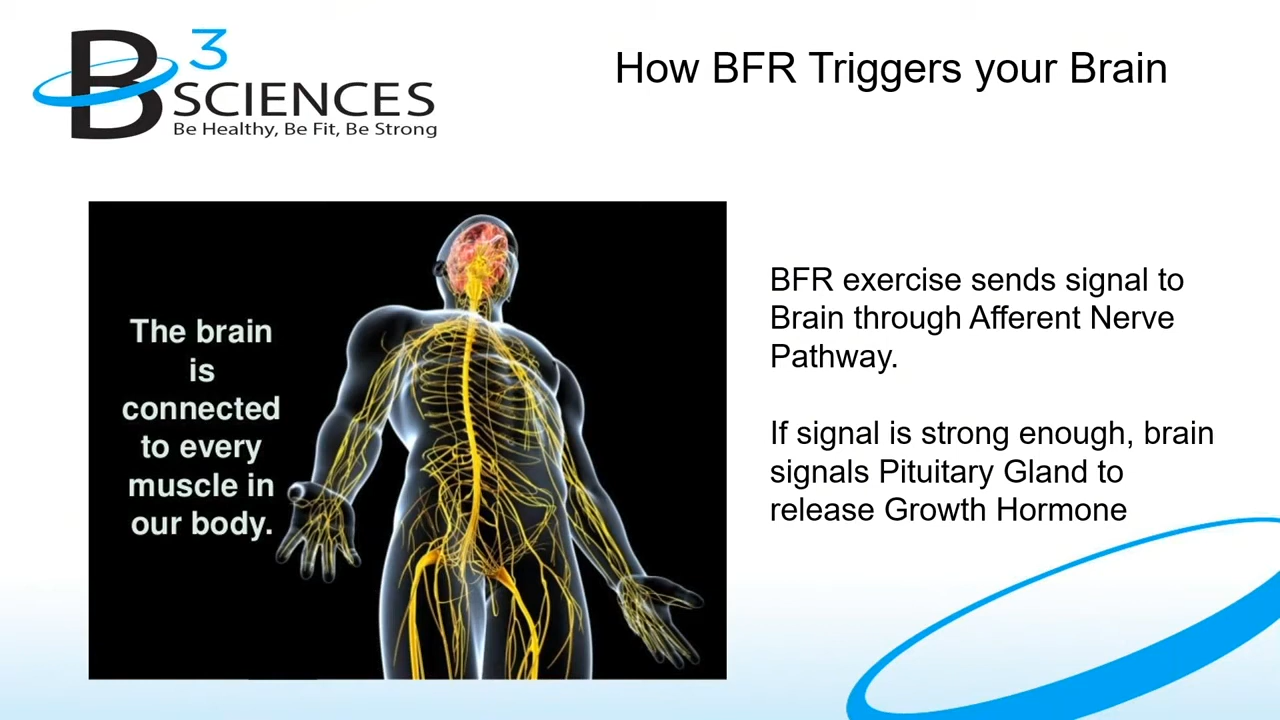 B3 SCIENCES
Be Healthy, Be Fit, Be Strong
How BFR Triggers your Brain
The brain
is
connected
to every
muscle in
our body.
BFR exercise sends signal to
Brain through Afferent Nerve
Pathway.
If signal is strong enough, brain
signals Pituitary Gland to
release Growth Hormone